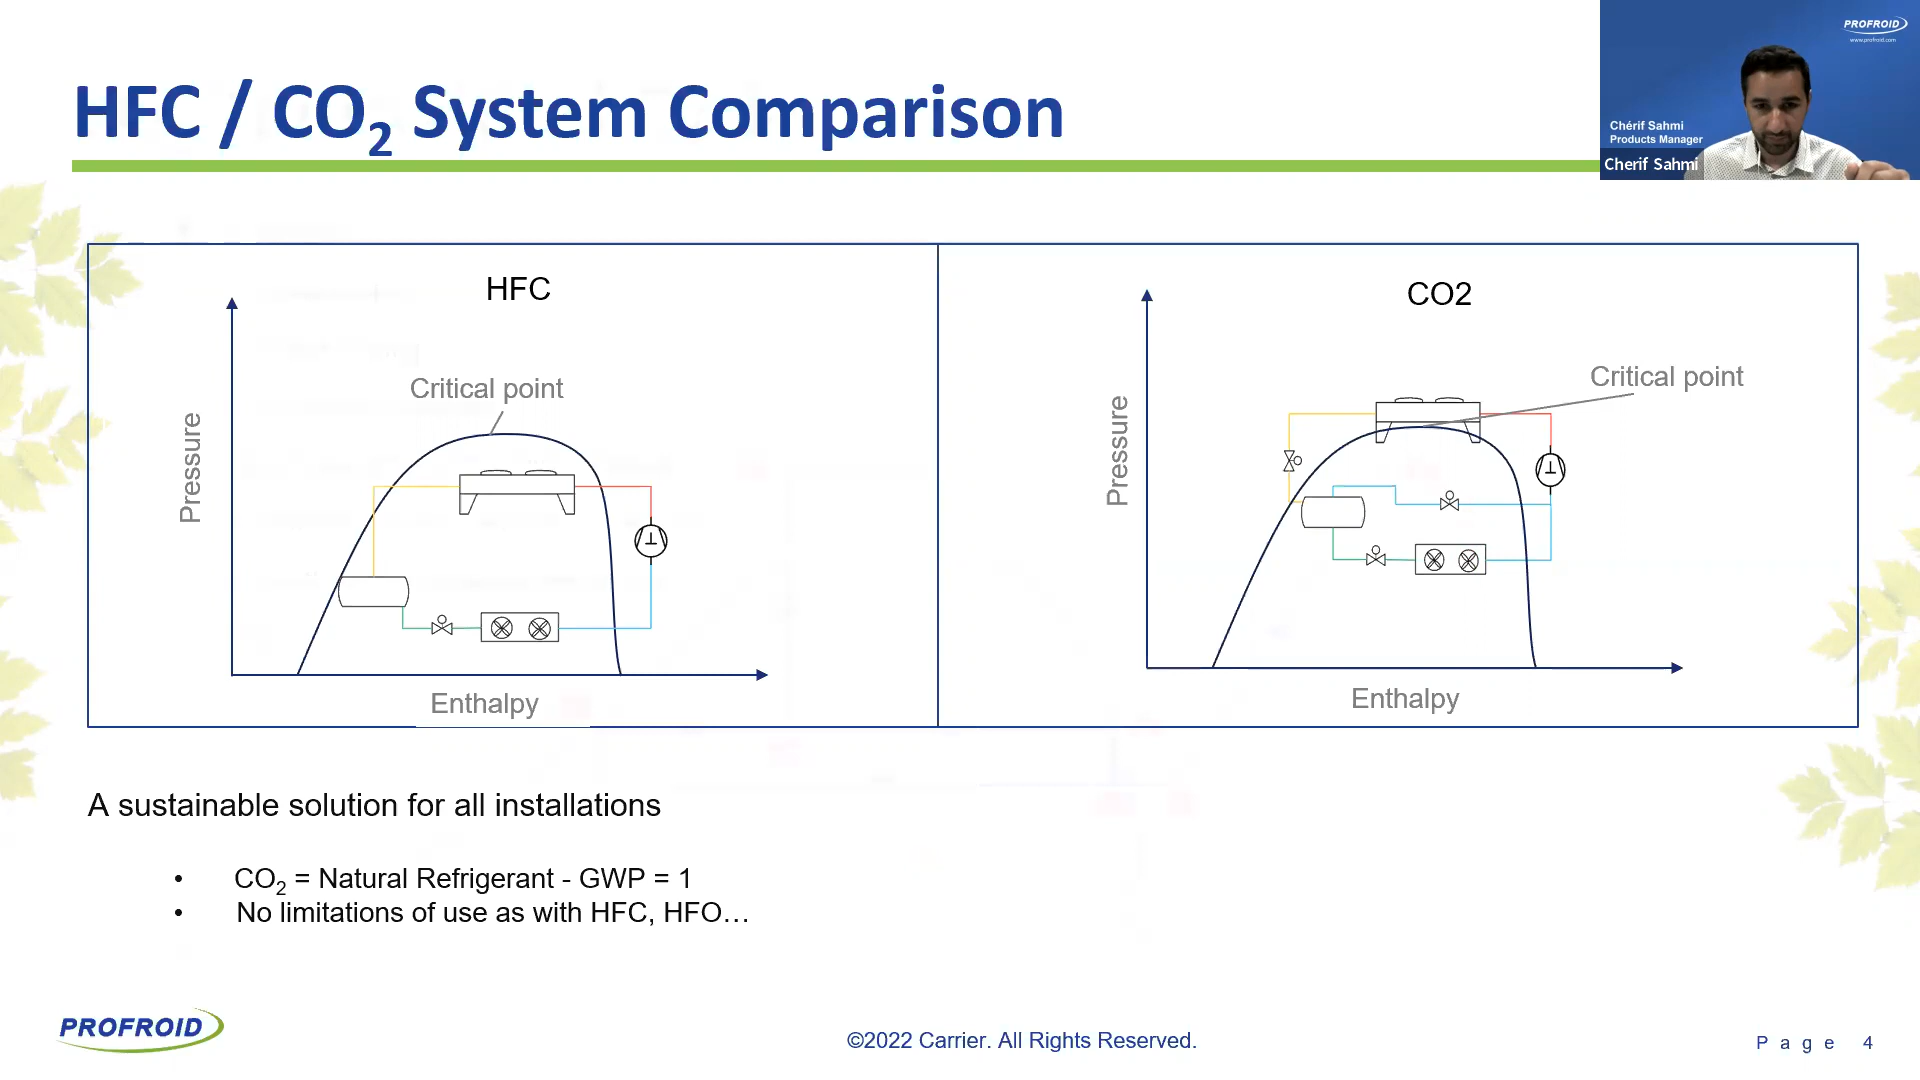 PROFROID
www.profroid.com
HFC / CO2 System Comparison
Chérif Sahmi
Products Manager
Cherif Sahmi
HFC
Critical point
Pressure
Enthalpy
CO2
Critical point
Pressure
Enthalpy
A sustainable solution for all installations
• CO2 = Natural Refrigerant - GWP = 1
• No limitations of use as with HFC, HFO…
PROFROID
©2022 Carrier. All Rights Reserved.
Page 4